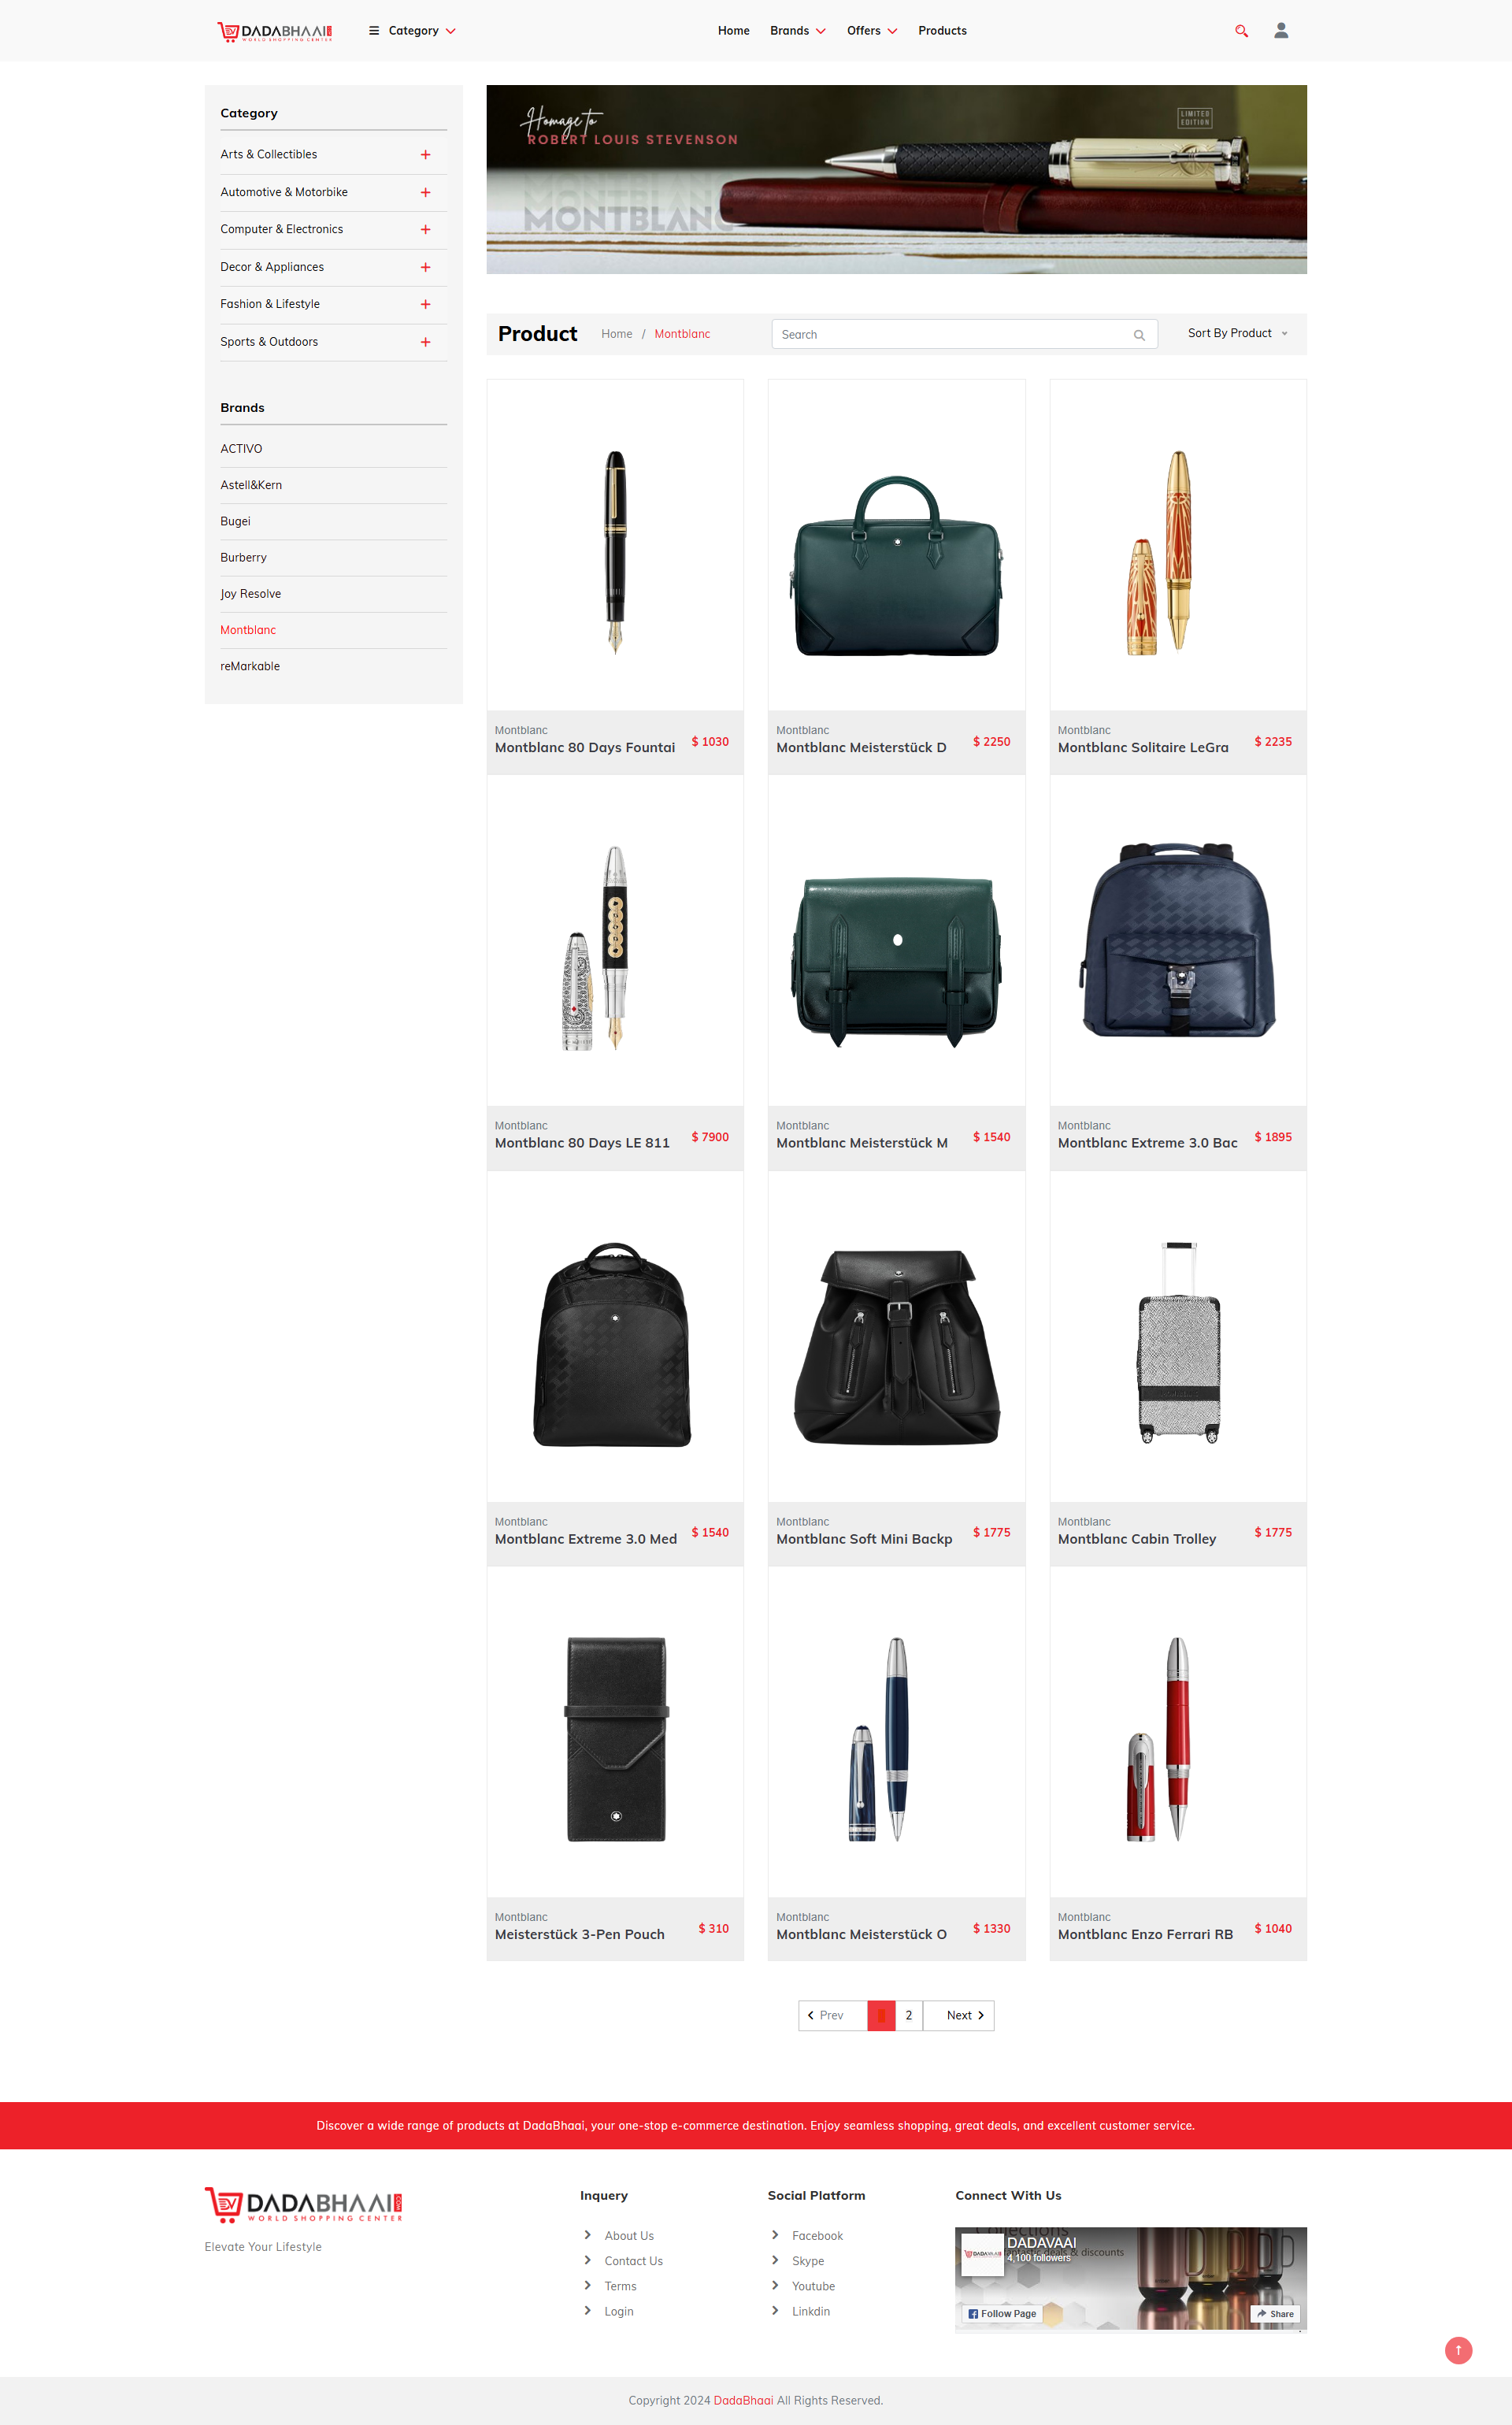 DADABHAAI.COM
WORLD SHOPPING CENTER
Category
Home
Brands
Offers
Products
Category
Arts & Collectibles
Automotive & Motorbike
Computer & Electronics
Decor & Appliances
Fashion & Lifestyle
Sports & Outdoors
Brands
ACTIVO
Astell&Kern
Bugei
Burberry
Joy Resolve
Montblanc
reMarkable
Homage to
ROBERT LOUIS STEVENSON
LIMITED
EDITION
MONTBLANC
Product
Home / Montblanc
Search
Sort By Product
Montblanc
Montblanc 80 Days Fountai
$ 1030
Montblanc
Montblanc Meisterstück D
$ 2250
Montblanc
Montblanc Solitaire LeGra
$ 2235
Montblanc
Montblanc 80 Days LE 811
$ 7900
Montblanc
Montblanc Meisterstück M
$ 1540
Montblanc
Montblanc Extreme 3.0 Bac
$ 1895
Montblanc
Montblanc Extreme 3.0 Med
$ 1540
Montblanc
Montblanc Soft Mini Backp
$ 1775
Montblanc
Montblanc Cabin Trolley
$ 1775
Montblanc
Meisterstück 3-Pen Pouch
$ 310
Montblanc
Montblanc Meisterstück O
$ 1330
Montblanc
Montblanc Enzo Ferrari RB
$ 1040
Prev
2
Next
Discover a wide range of products at DadaBhaai, your one-stop e-commerce destination. Enjoy seamless shopping, great deals, and excellent customer service.
DADABHAAI.COM
WORLD SHOPPING CENTER
Elevate Your Lifestyle
Inquery
About Us
Contact Us
Terms
Login
Social Platform
Facebook
Skype
Youtube
Linkdin
Connect With Us
Collections
DADAVAAI
fantastic deals & discounts
4,100 followers
Follow Page
Share
Copyright 2024 DadaBhaai All Rights Reserved.